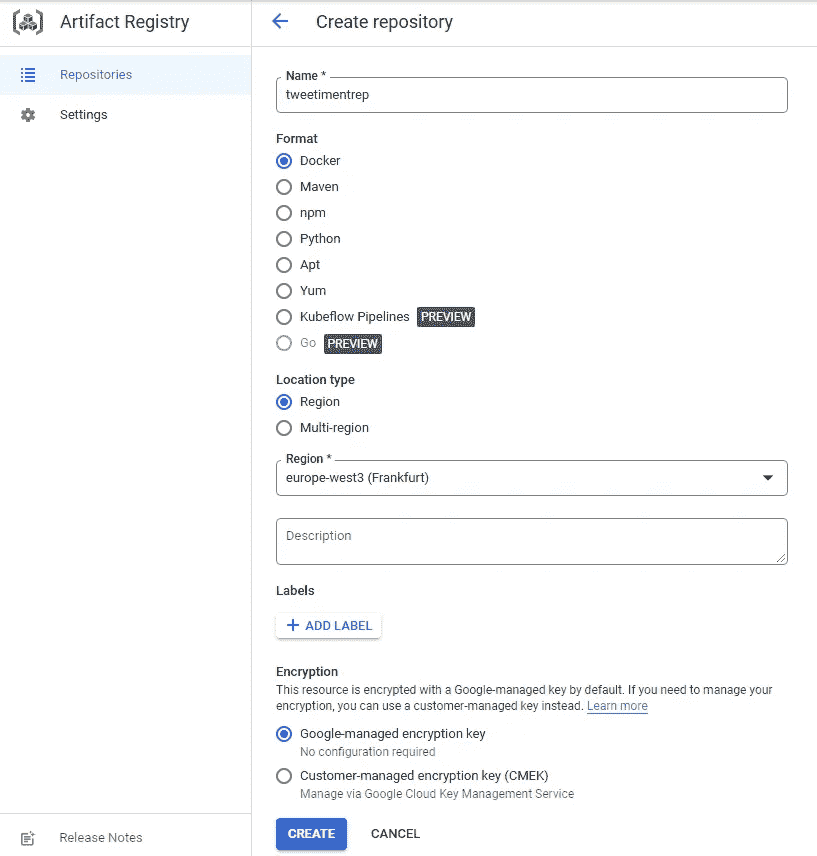 Artifact Registry
Create repository
Repositories
Settings
Name *
tweetimentrep
Format
Docker
Maven
npm
Python
Apt
Yum
Kubeflow Pipelines PREVIEW
Go PREVIEW
Location type
Region
Multi-region
Region *
europe-west3 (Frankfurt)
Description
Labels
ADD LABEL
Encryption
This resource is encrypted with a Google-managed key by default. If you need to manage your
encryption, you can use a customer-managed key instead. Learn more
Google-managed encryption key
No configuration required
Customer-managed encryption key (CMEK)
Manage via Google Cloud Key Management Service
Release Notes
CREATE CANCEL